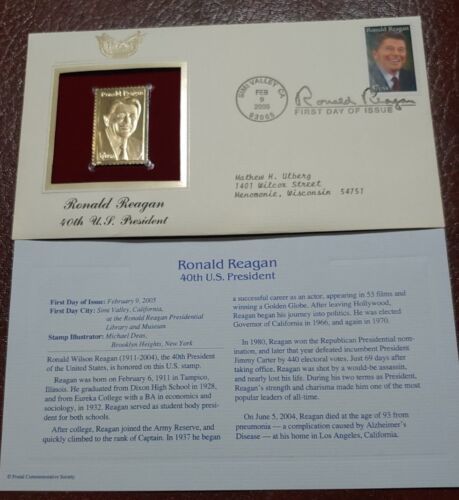 Ronald Reagan
USA
SIMI VALLEY CA
FEB
9
2005
93065
Ronald Reagan
FIRST DAY OF ISSUE
Ronald Reagan
Mathew H. Utberg
1401 Wilcox Street
Menomonie, Wisconsin 54751
Ronald Reagan
40th U.S. President
Ronald Reagan
40th U.S. President
First Day of Issue: February 9, 2005
First Day City: Simi Valley, California,
at the Ronald Reagan Presidential
Library and Museum
Stamp Illustrator: Michael Deas,
Brooklyn Heights, New York
Ronald Wilson Reagan (1911-2004), the 40th President
of the United States, is honored on this U.S. stamp.
Reagan was born on February 6, 1911 in Tampico,
Illinois. He graduated from Dixon High School in 1928,
and from Eureka College with a BA in economics and
sociology, in 1932. Reagan served as student body president
for both schools.
After college, Reagan joined the Army Reserve, and
quickly climbed to the rank of Captain. In 1937 he began
a successful career as an actor, appearing in 53 films and
winning a Golden Globe. After leaving Hollywood,
Reagan began his journey into politics. He was elected
Governor of California in 1966, and again in 1970.
In 1980, Reagan won the Republican Presidential nom-
ination, and later that year defeated incumbent President
Jimmy Carter by 440 electoral votes. Just 69 days after
taking office, Reagan was shot by a would-be assassin,
and nearly lost his life. During his two terms as President,
Reagan's strength and charisma made him one of the most
popular leaders of all-time.
On June 5, 2004, Reagan died at the age of 93 from
pneumonia — a complication caused by Alzheimer's
Disease — at his home in Los Angeles, California.
© Postal Commemorative Society